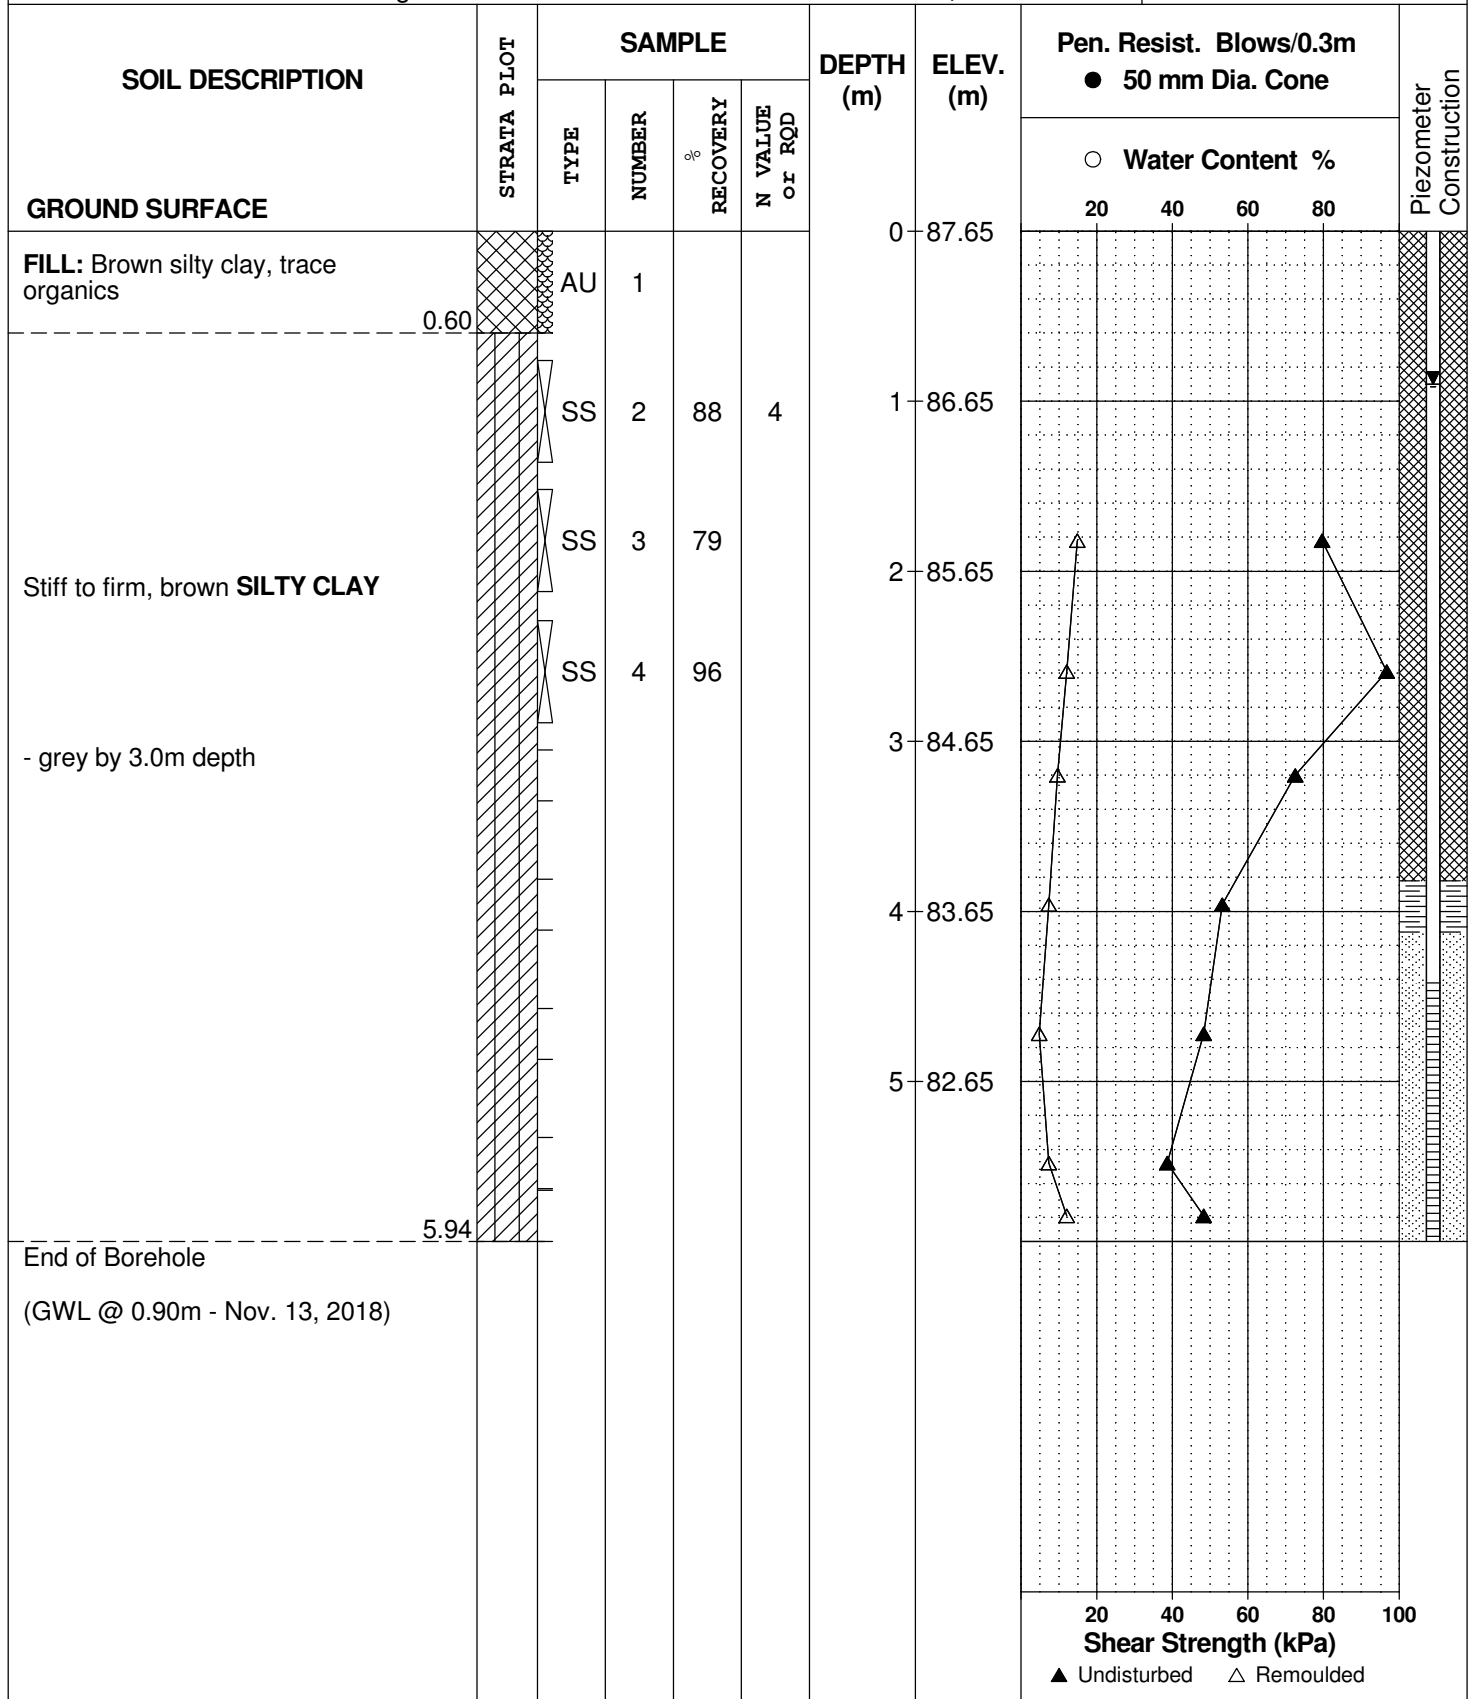 SOIL DESCRIPTION
GROUND SURFACE
STRATA PLOT
SAMPLE
TYPE
NUMBER
%
RECOVERY
N VALUE
or RQD
DEPTH
(m)
ELEV.
(m)
Pen. Resist. Blows/0.3m
● 50 mm Dia. Cone
○ Water Content %
20 40 60 80
Piezometer
Construction
0 87.65
FILL: Brown silty clay, trace
organics
0.60
AU 1
1 86.65
SS 2 88 4
SS 3 79
2 85.65
Stiff to firm, brown SILTY CLAY
SS 4 96
3 84.65
- grey by 3.0m depth
4 83.65
5 82.65
5.94
End of Borehole
(GWL @ 0.90m - Nov. 13, 2018)
20 40 60 80 100
Shear Strength (kPa)
▲ Undisturbed △ Remoulded